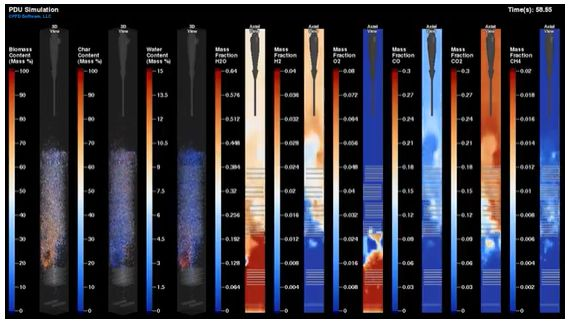 PDU Simulation
CPFD Software, LLC
Time(s): 58.55
Biomass
Content
(Mass %)
100
90
80
70
60
50
40
30
20
10
0
3D
View
Char
Content
(Mass %)
100
90
80
70
60
50
40
30
20
10
0
3D
View
Water
Content
(Mass %)
15
13.5
12
10.5
9
7.5
6
4.5
3
1.5
0
3D
View
Mass
Fraction
H2O
0.64
0.576
0.512
0.448
0.384
0.32
0.256
0.192
0.128
0.064
0
Axial
View
Mass
Fraction
H2
0.04
0.036
0.032
0.028
0.024
0.02
0.016
0.012
0.008
0.004
0
Axial
View
Mass
Fraction
O2
0.08
0.072
0.064
0.056
0.048
0.04
0.032
0.024
0.016
0.008
0
Axial
View
Mass
Fraction
CO
0.3
0.27
0.24
0.21
0.18
0.15
0.12
0.09
0.06
0.03
0
Axial
View
Mass
Fraction
CO2
0.3
0.27
0.24
0.21
0.18
0.15
0.12
0.09
0.06
0.03
0
Axial
View
Mass
Fraction
CH4
0.02
0.018
0.016
0.014
0.012
0.01
0.008
0.006
0.004
0.002
0
Axial
View